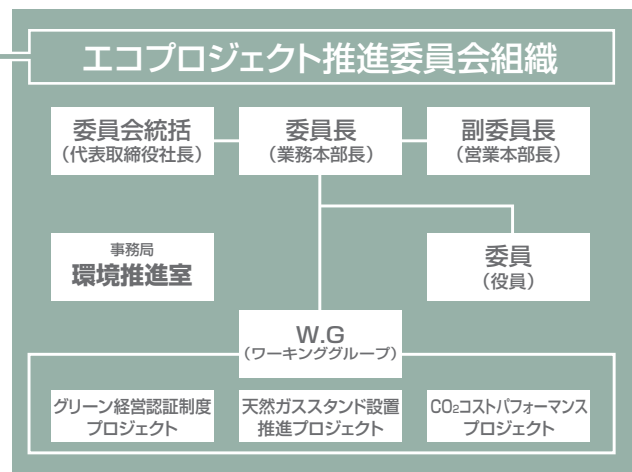 エコプロジェクト推進委員会組織
委員会統括
（代表取締役社長）
委員長
（業務本部長）
副委員長
（営業本部長）
事務局
環境推進室
委員
（役員）
W.G
（ワーキンググループ）
グリーン経営認証制度
プロジェクト
天然ガススタンド設置
推進プロジェクト
CO₂コストパフォーマンス
プロジェクト